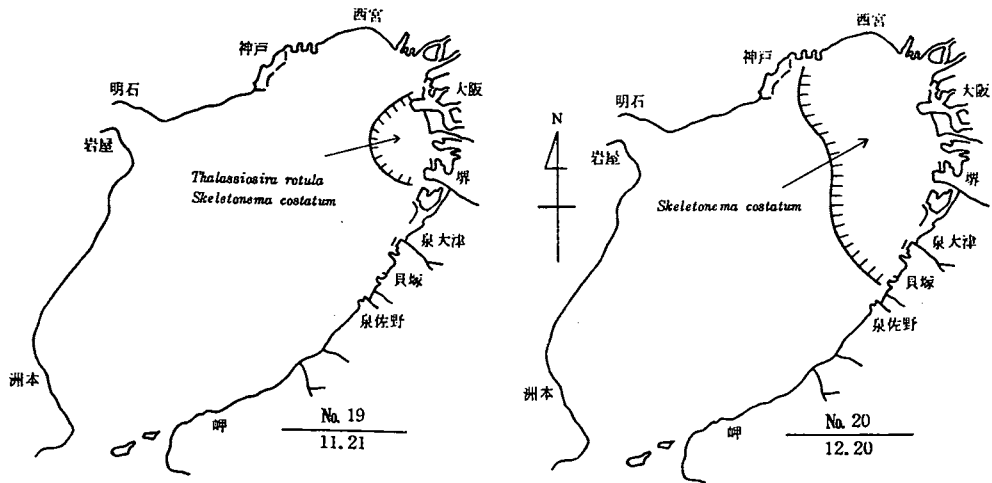 西宮
神戸
明石
大阪
岩屋
Thalassiosira rotula
Skeletonema costatum
堺
泉大津
貝塚
泉佐野
洲本
岬
No. 19
11.21
西宮
神戸
明石
大阪
N
岩屋
堺
Skeletonema costatum
泉大津
貝塚
泉佐野
洲本
岬
No. 20
12.20